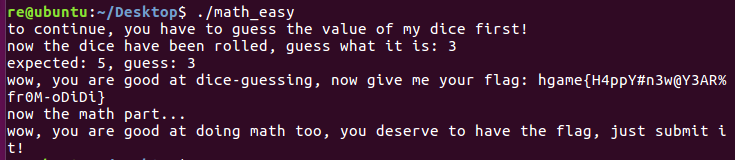 re@ubuntu:~/Desktop$ ./math_easy
to continue, you have to guess the value of my dice first!
now the dice have been rolled, guess what it is: 3
expected: 5, guess: 3
wow, you are good at dice-guessing, now give me your flag: hgame{H4ppY#n3w@Y3AR%
fr0M-oDiDi}
now the math part...
wow, you are good at doing math too, you deserve to have the flag, just submit i
t!